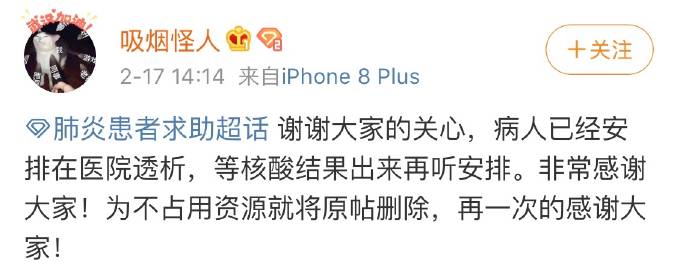 武汉加油!
吸烟怪人
2-17 14:14 来自iPhone 8 Plus
+关注
肺炎患者求助超话 谢谢大家的关心，病人已经安
排在医院透析，等核酸结果出来再听安排。非常感谢
大家！为不占用资源就将原帖删除，再一次的感谢大
家！